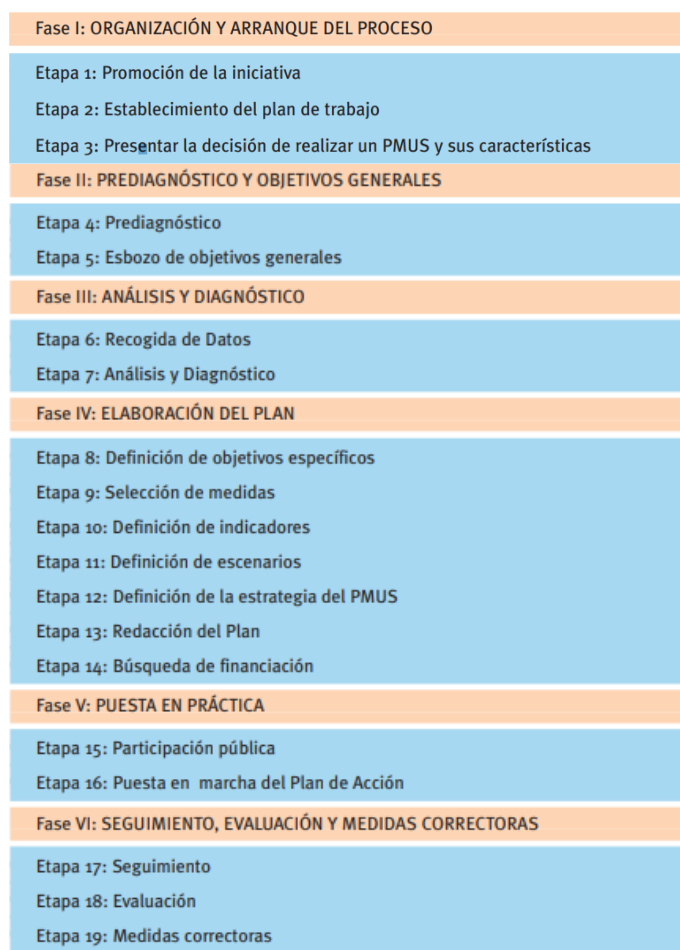 Fase I: ORGANIZACIÓN Y ARRANQUE DEL PROCESO
Etapa 1: Promoción de la iniciativa
Etapa 2: Establecimiento del plan de trabajo
Etapa 3: Presentar la decisión de realizar un PMUS y sus características
Fase II: PREDIAGNÓSTICO Y OBJETIVOS GENERALES
Etapa 4: Prediagnóstico
Etapa 5: Esbozo de objetivos generales
Fase III: ANÁLISIS Y DIAGNÓSTICO
Etapa 6: Recogida de Datos
Etapa 7: Análisis y Diagnóstico
Fase IV: ELABORACIÓN DEL PLAN
Etapa 8: Definición de objetivos específicos
Etapa 9: Selección de medidas
Etapa 10: Definición de indicadores
Etapa 11: Definición de escenarios
Etapa 12: Definición de la estrategia del PMUS
Etapa 13: Redacción del Plan
Etapa 14: Búsqueda de financiación
Fase V: PUESTA EN PRÁCTICA
Etapa 15: Participación pública
Etapa 16: Puesta en marcha del Plan de Acción
Fase VI: SEGUIMIENTO, EVALUACIÓN Y MEDIDAS CORRECTORAS
Etapa 17: Seguimiento
Etapa 18: Evaluación
Etapa 19: Medidas correctoras